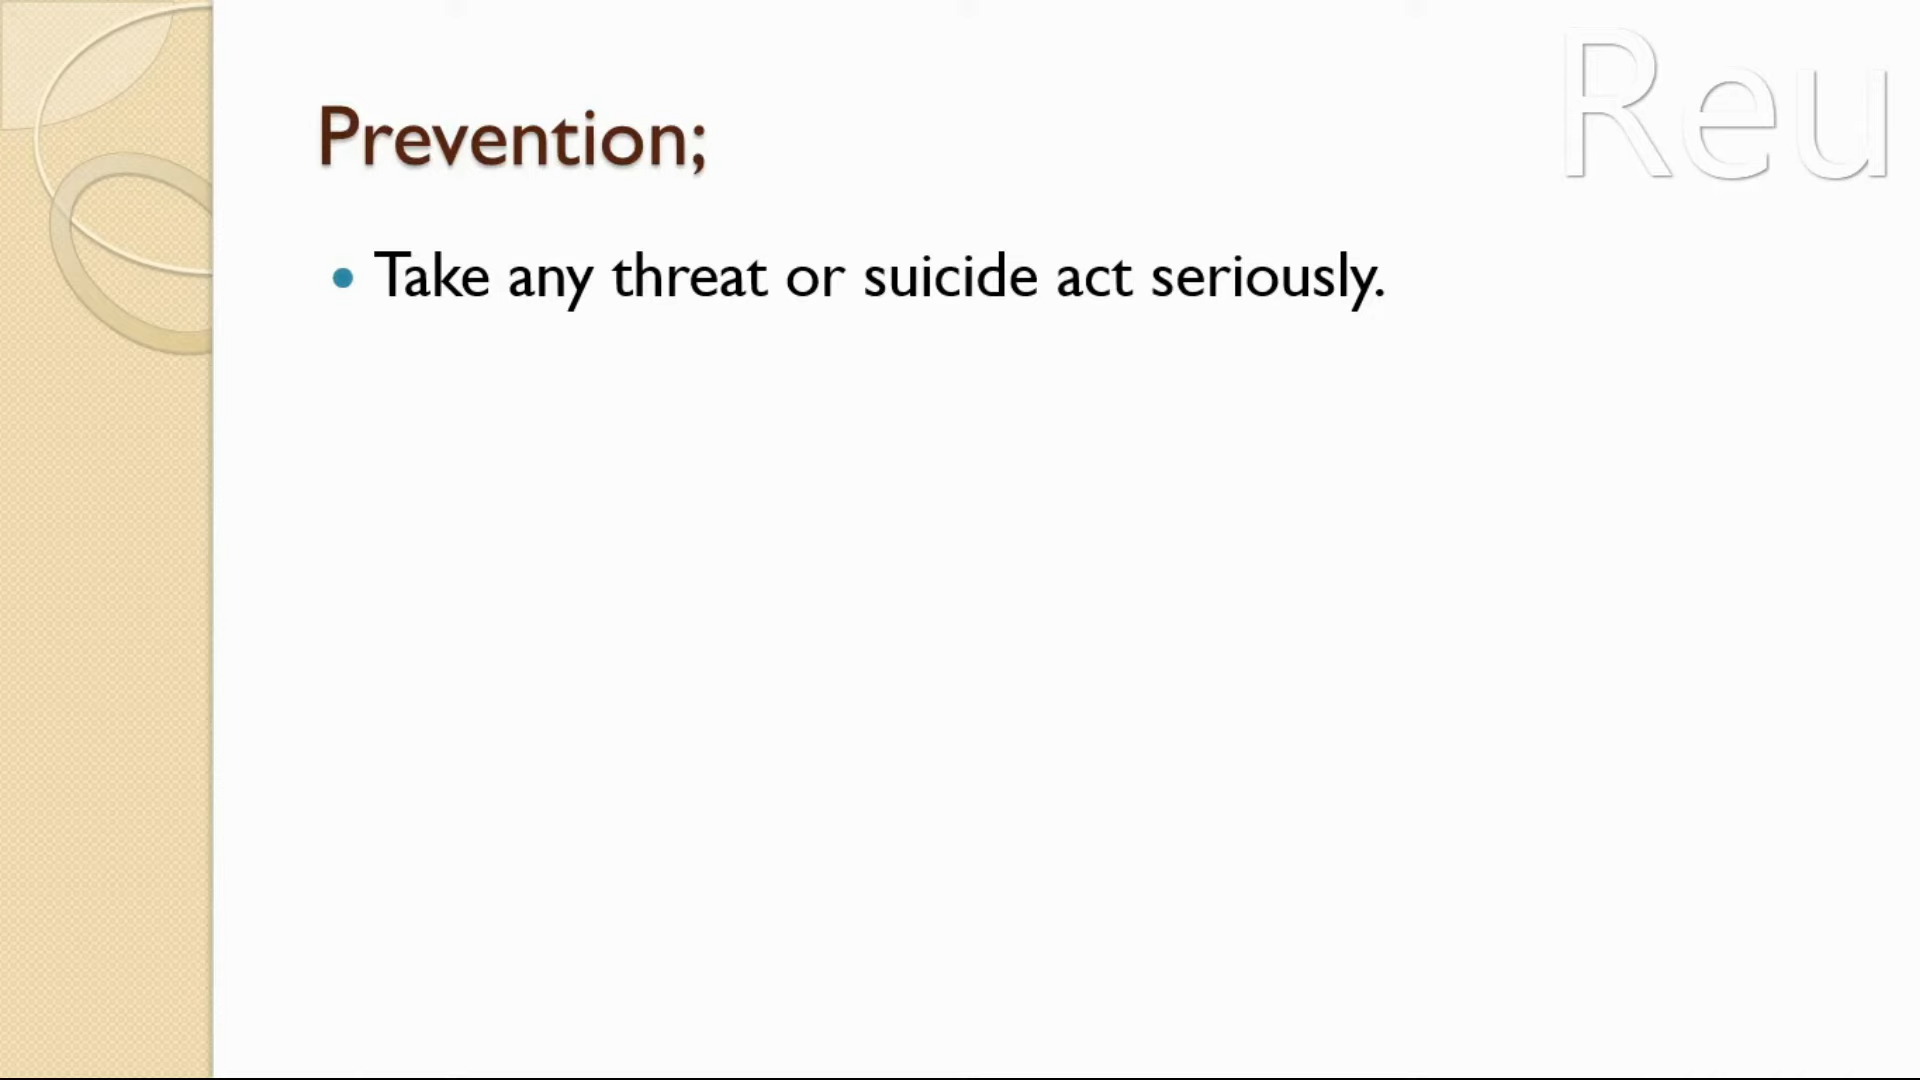 Reu
Prevention;
• Take any threat or suicide act seriously.